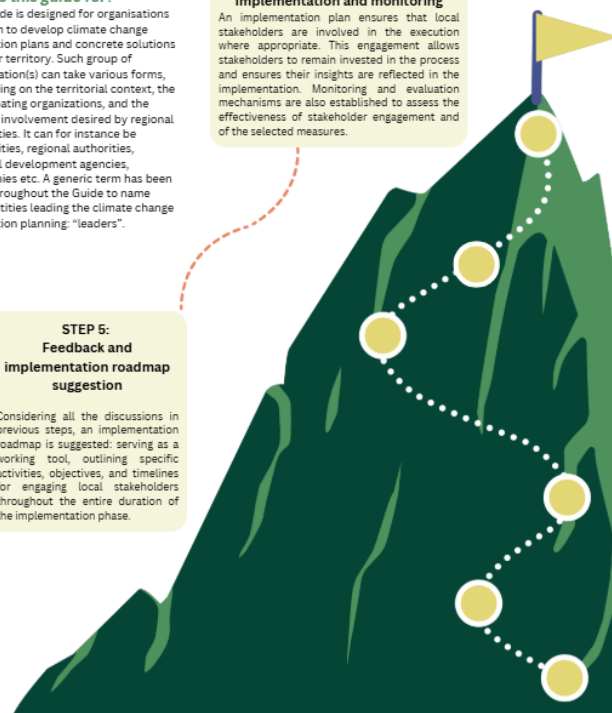 this guide for?
de is designed for organisations
n to develop climate change
tion plans and concrete solutions
r territory. Such group of
ation(s) can take various forms,
ing on the territorial context, the
pating organizations, and the
involvement desired by regional
ties. It can for instance be
ities, regional authorities,
l development agencies,
nies etc. A generic term has been
hroughout the Guide to name
tities leading the climate change
tion planning: “leaders”.
Implementation and monitoring
An implementation plan ensures that local
stakeholders are involved in the execution
where appropriate. This engagement allows
stakeholders to remain invested in the process
and ensures their insights are reflected in the
implementation. Monitoring and evaluation
mechanisms are also established to assess the
effectiveness of stakeholder engagement and
of the selected measures.
STEP 5:
Feedback and
implementation roadmap
suggestion
Considering all the discussions in
previous steps, an implementation
roadmap is suggested: serving as a
working tool, outlining specific
activities, objectives, and timelines
for engaging local stakeholders
throughout the entire duration of
the implementation phase.